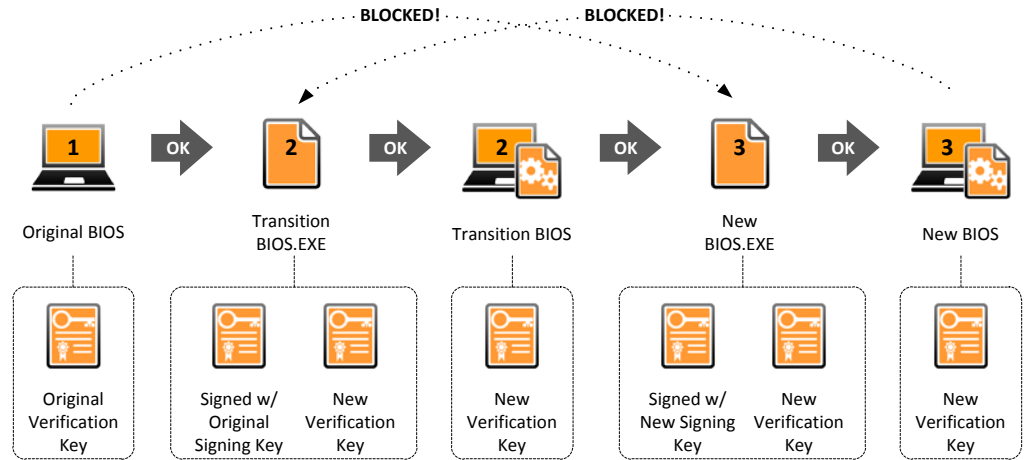 BLOCKED!
BLOCKED!
1
OK
2
OK
2
OK
3
OK
3
Original BIOS
Transition
BIOS.EXE
Transition BIOS
New
BIOS.EXE
New BIOS
Original
Verification
Key
Signed w/
Original
Signing Key
New
Verification
Key
New
Verification
Key
Signed w/
New Signing
Key
New
Verification
Key
New
Verification
Key